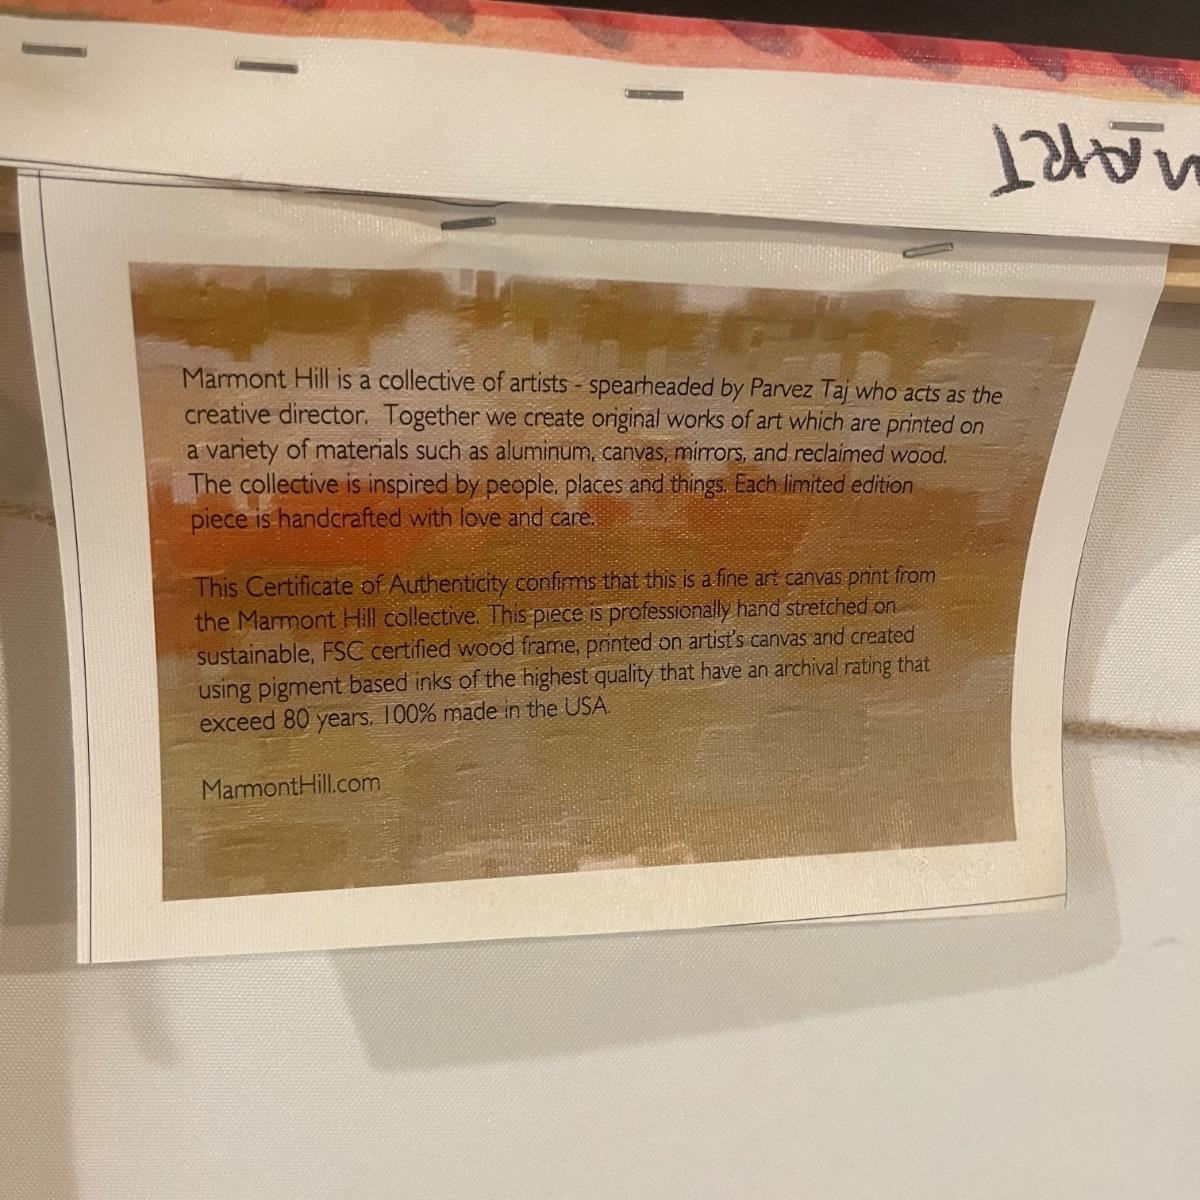 Marmont Hill is a collective of artists - spearheaded by Parvez Taj who acts as the
creative director. Together we create original works of art which are printed on
a variety of materials such as aluminum, canvas, mirrors, and reclaimed wood.
The collective is inspired by people, places and things. Each limited edition
piece is handcrafted with love and care.
This Certificate of Authenticity confirms that this is a fine art canvas print from
the Marmont Hill collective. This piece is professionally hand stretched on
sustainable, FSC certified wood frame, printed on artist's canvas and created
using pigment based inks of the highest quality that have an archival rating that
exceed 80 years. 100% made in the USA.
MarmontHill.com